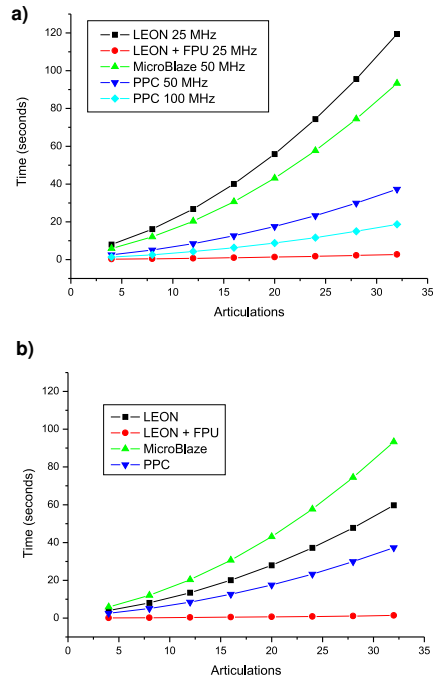 a)
LEON 25 MHz
LEON + FPU 25 MHz
MicroBlaze 50 MHz
PPC 50 MHz
PPC 100 MHz
Time (seconds)
120
100
80
60
40
20
0
0 5 10 15 20 25 30 35
Articulations
b)
LEON
LEON + FPU
MicroBlaze
PPC
Time (seconds)
120
100
80
60
40
20
0
0 5 10 15 20 25 30 35
Articulations